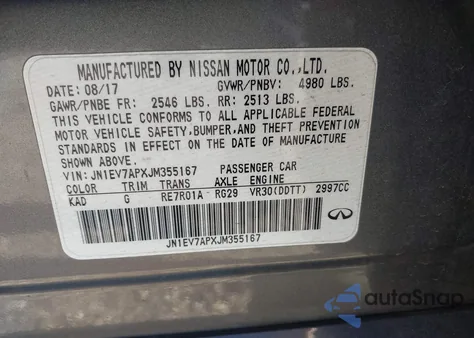 MANUFACTURED BY NISSAN MOTOR CO.,LTD.
DATE: 08/17 GVWR/PNBV: 4980 LBS.
GAWR/PNBE FR: 2546 LBS. RR: 2513 LBS.
THIS VEHICLE CONFORMS TO ALL APPLICABLE FEDERAL
MOTOR VEHICLE SAFETY, BUMPER, AND THEFT PREVENTION
STANDARDS IN EFFECT ON THE DATE OF MANUFACTURE
SHOWN ABOVE.
VIN: JN1EV7APXJM355167 PASSENGER CAR
COLOR TRIM TRANS AXLE ENGINE
KAD G RE7R01A RG29 VR30(DDTT) 2997CC
JN1EV7APXJM355167
autoSnap